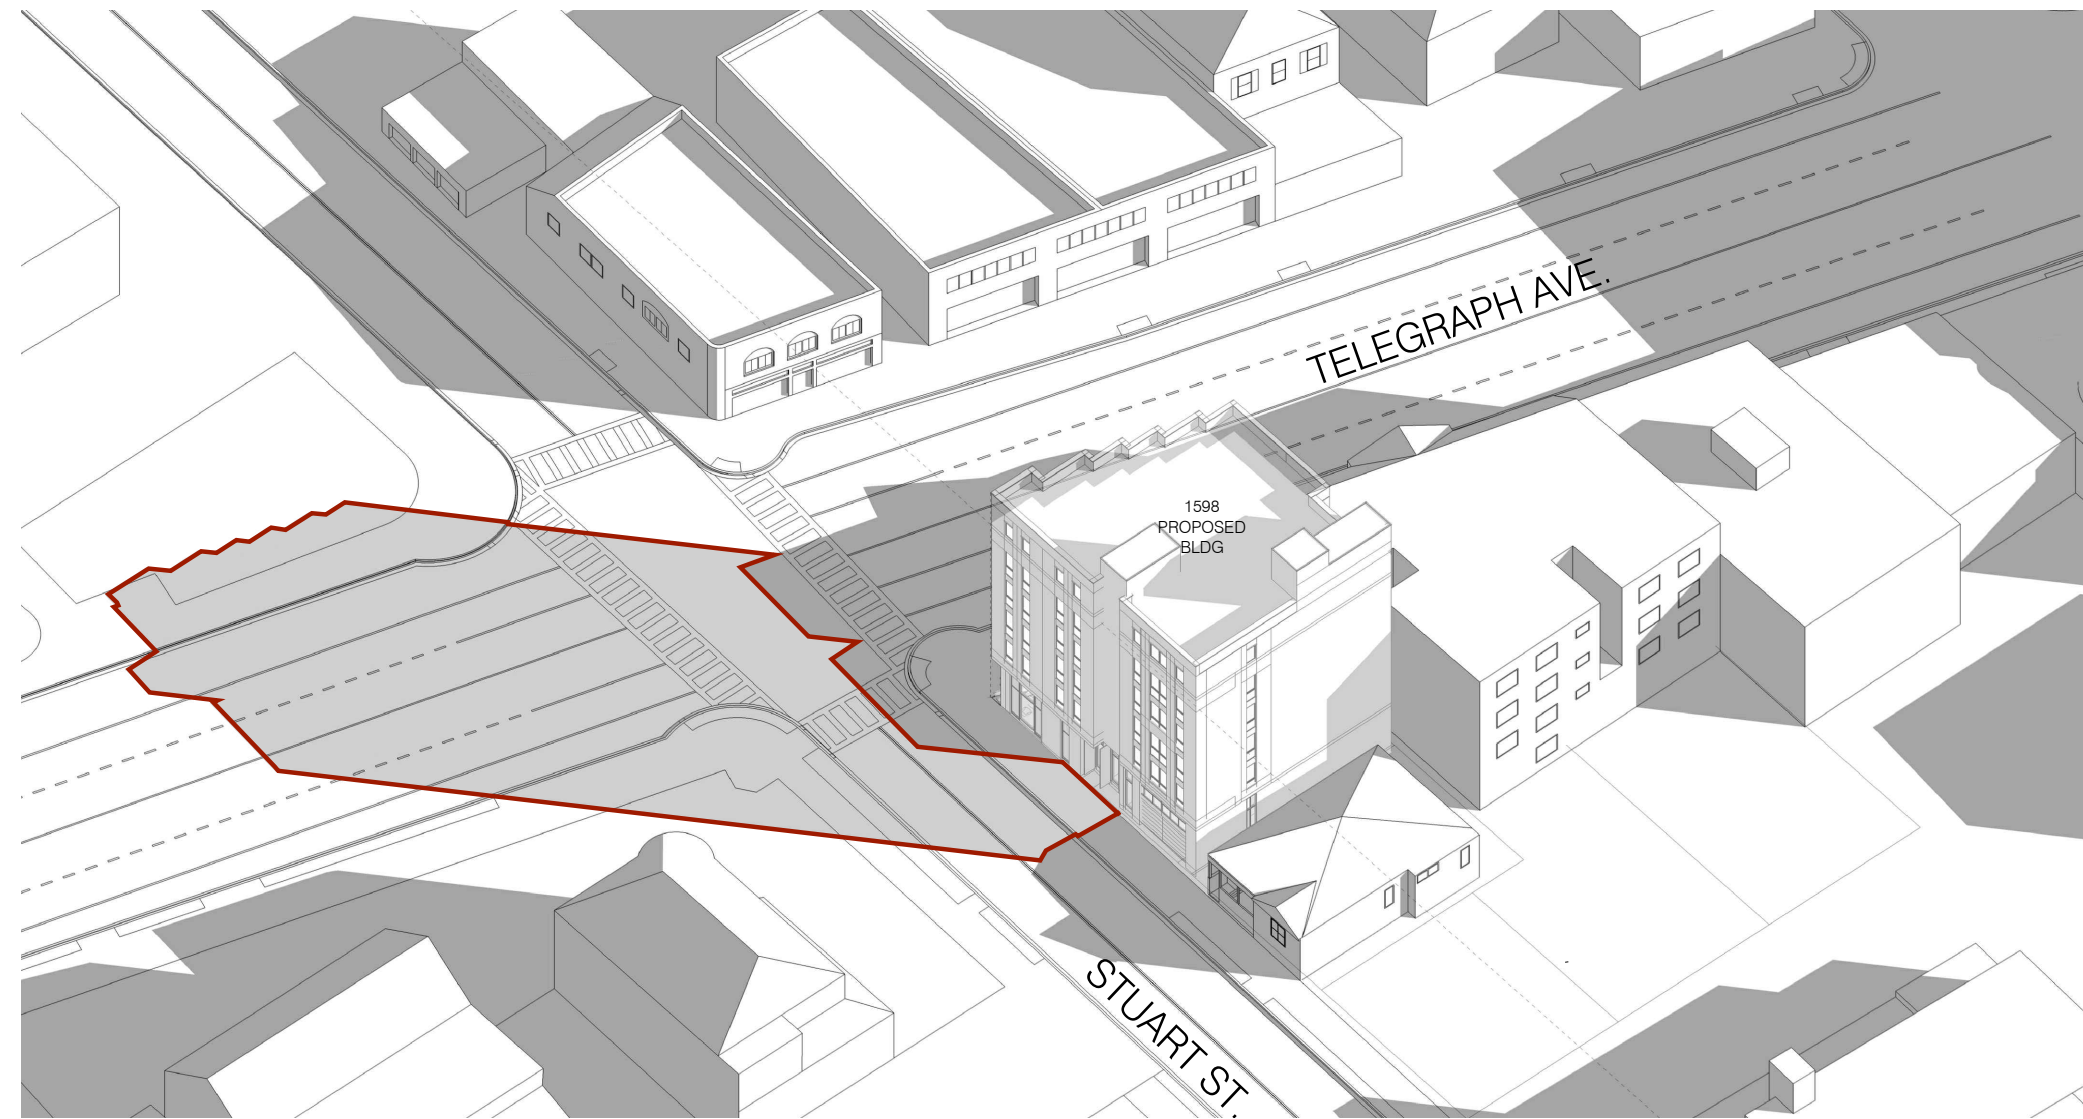 TELEGRAPH AVE.
1598
PROPOSED
BLDG
STUART ST.